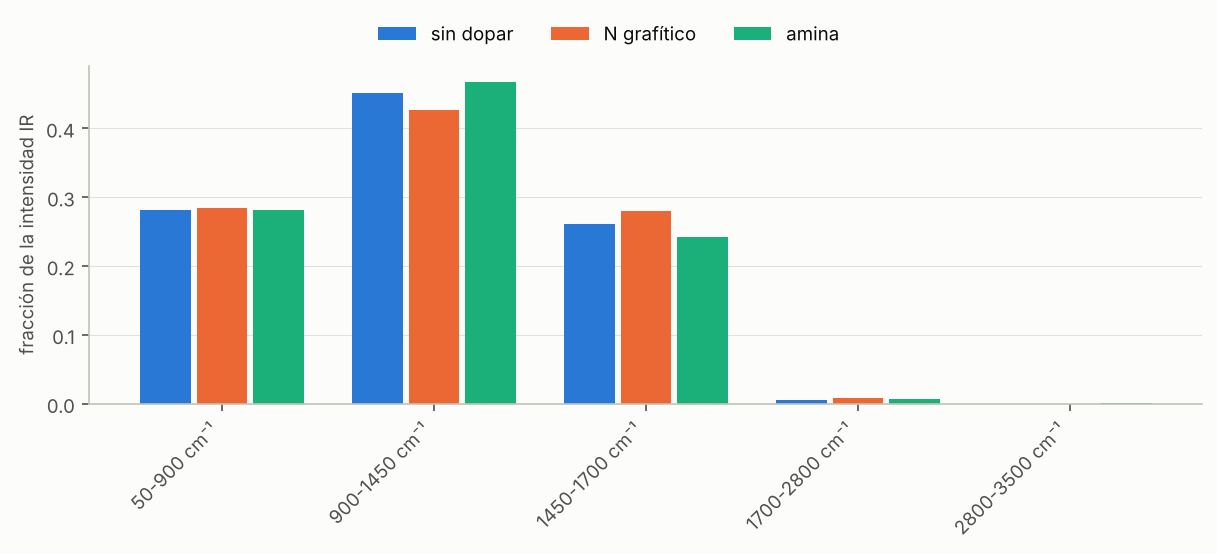 sin dopar N grafítico amina
fracción de la intensidad IR
0.4
0.3
0.2
0.1
0.0
50-900 cm⁻¹
900-1450 cm⁻¹
1450-1700 cm⁻¹
1700-2800 cm⁻¹
2800-3500 cm⁻¹